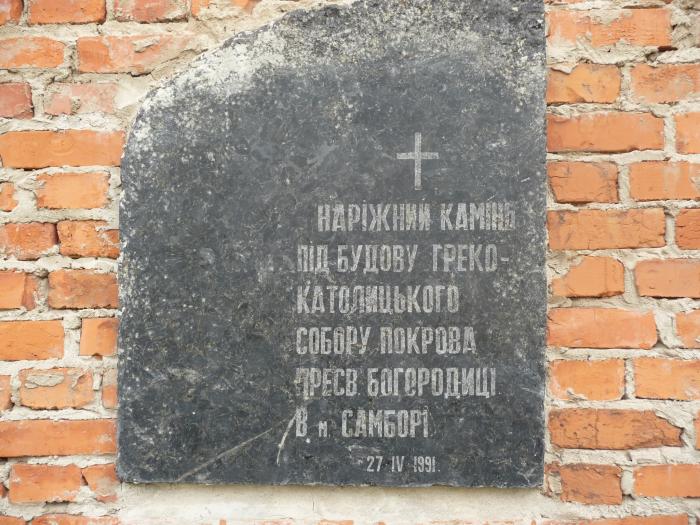 НАРІЖНИЙ КАМІНЬ
ПІД БУДОВУ ГРЕКО-
КАТОЛИЦЬКОГО
СОБОРУ ПОКРОВА
ПРЕСВ БОГОРОДИЦІ
В н САМБОРІ
27 IV 1991.